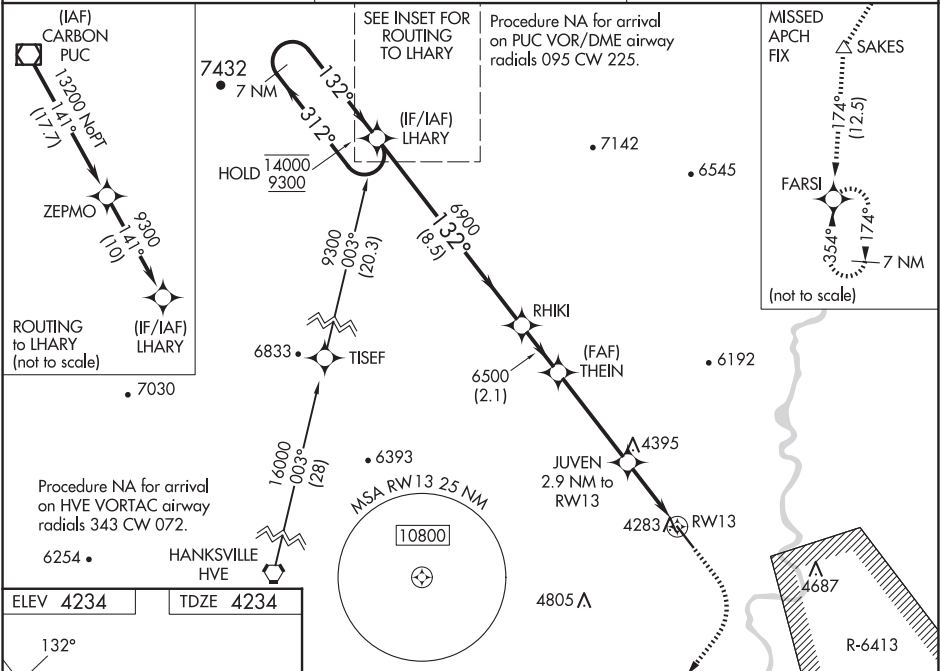 (IAF)
CARBON
PUC
13200 NoPT
141°
(17.7)
ZEPMO
9300
141°
(10)
(IF/IAF)
LHARY
ROUTING
to LHARY
(not to scale)
SEE INSET FOR
ROUTING
TO LHARY
Procedure NA for arrival
on PUC VOR/DME airway
radials 095 CW 225.
MISSED
APCH
FIX
SAKES
174°
(12.5)
FARSI
354°
174°
7 NM
(not to scale)
7432
7 NM
132°
312°
(IF/IAF)
LHARY
HOLD 14000
9300
7142
6545
6900
132°
(8.5)
9300
003°
(20.3)
RHIKI
6833
TISEF
(FAF)
THEIN
6500
(2.1)
6192
7030
16000
003°
(28)
6393
4395
JUVEN
2.9 NM to
RW13
Procedure NA for arrival
on HVE VORTAC airway
radials 343 CW 072.
MSA RW13 25 NM
10800
4283
RW13
6254
HANKSVILLE
HVE
4805
4687
R-6413
ELEV 4234
TDZE 4234
132°